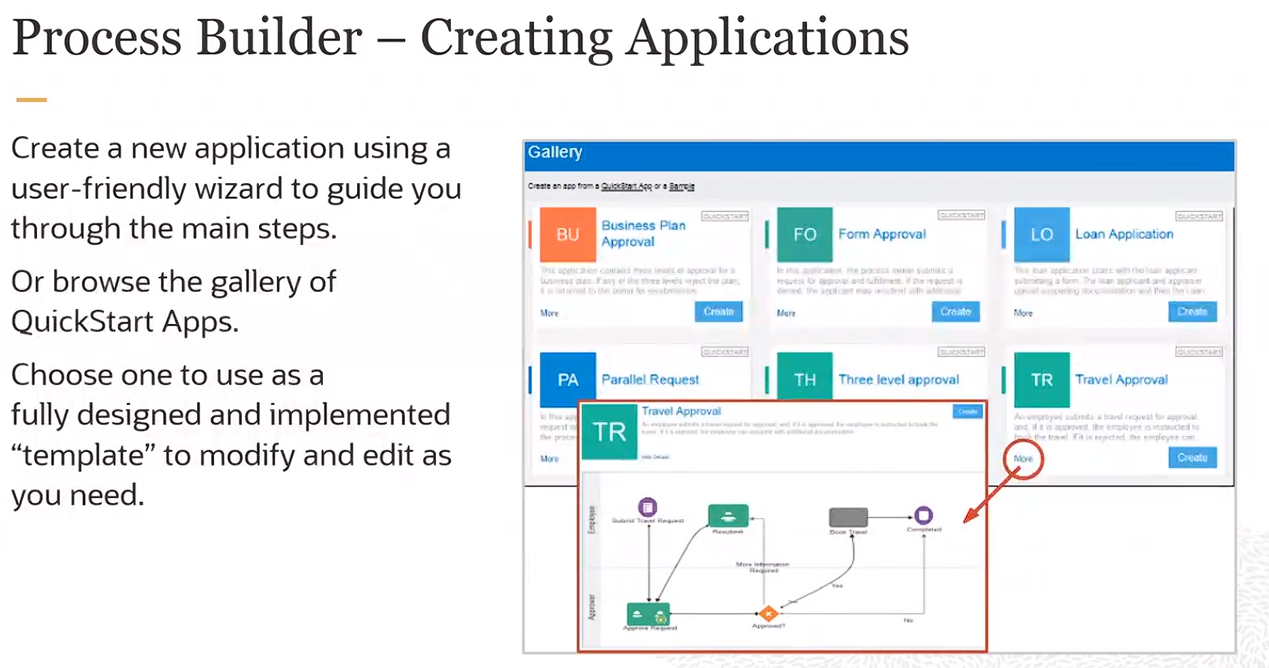 Process Builder – Creating Applications
Create a new application using a
user-friendly wizard to guide you
through the main steps.
Or browse the gallery of
QuickStart Apps.
Choose one to use as a
fully designed and implemented
“template” to modify and edit as
you need.
Gallery
Create an app from a QuickStart App or a Sample
QUICKSTART
BU
Business Plan
Approval
This application contains three levels of approval for a
business plan. If any of the three levels reject the plan,
it is returned to the owner for
More
Create
QUICKSTART
FO
Form Approval
In this application, the process owner submits a
request for approval and fulfillment. If the request is
denied, the applicant may resubmit with additional
More
Create
QUICKSTART
LO
Loan Application
This loan application starts with the loan applicant
submitting a form. The loan applicant and appraiser
upload supporting documentation and then the loan
More
Create
QUICKSTART
PA
Parallel Request
In this app
request is
the proce
More
QUICKSTART
TH
Three level approval
QUICKSTART
TR
Travel Approval
An employee submits a travel request for approval
and, if it is approved, the employee is instructed to
book the travel. If it is rejected, the employee can
More
Create
TR
Travel Approval
Create
An employee submits a travel request for approval and, if it is approved, the employee is instructed to book the
travel. If it is rejected, the employee can resubmit with additional documentation.
Hide Details
Employee
Submit Travel Request
Resubmit
Book Travel
Completed
More Information
Required
Yes
Approval
Approve Request
Approved?
No